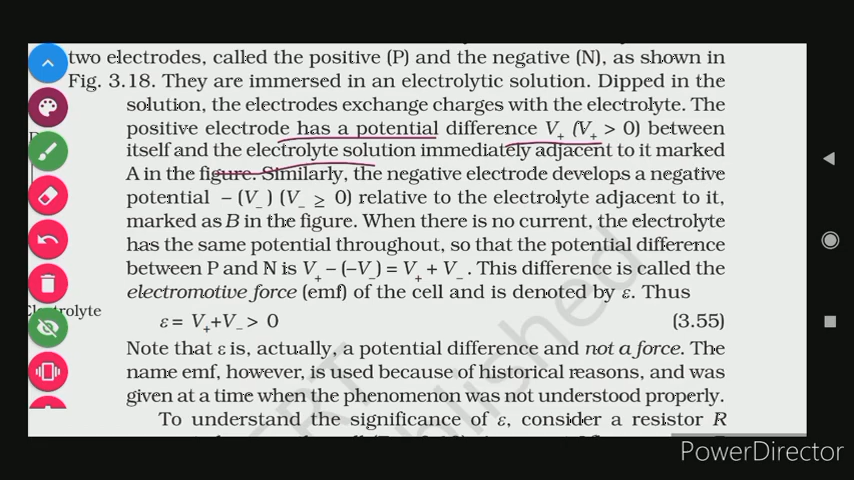 two electrodes, called the positive (P) and the negative (N), as shown in
Fig. 3.18. They are immersed in an electrolytic solution. Dipped in the
solution, the electrodes exchange charges with the electrolyte. The
positive electrode has a potential difference V₊ (V₊ > 0) between
itself and the electrolyte solution immediately adjacent to it marked
A in the figure. Similarly, the negative electrode develops a negative
potential – (V₋) (V₋ ≥ 0) relative to the electrolyte adjacent to it,
marked as B in the figure. When there is no current, the electrolyte
has the same potential throughout, so that the potential difference
between P and N is V₊ – (–V₋) = V₊ + V₋. This difference is called the
electromotive force (emf) of the cell and is denoted by ε. Thus
ε = V₊+V₋ > 0 (3.55)
Note that ε is, actually, a potential difference and not a force. The
name emf, however, is used because of historical reasons, and was
given at a time when the phenomenon was not understood properly.
To understand the significance of ε, consider a resistor R
PowerDirector